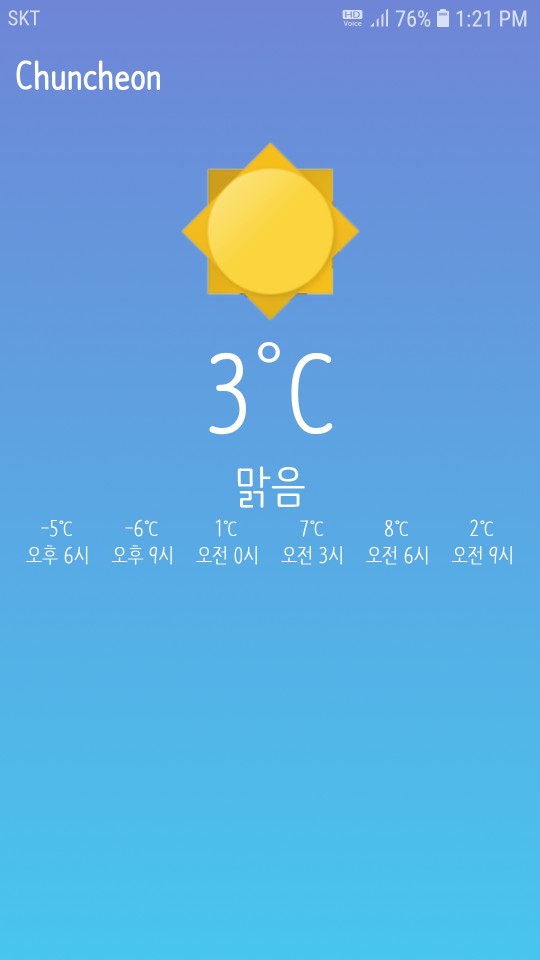 SKT HD Voice 76% 1:21 PM
Chuncheon
3°C
맑음
-5℃ -6℃ 1℃ 7℃ 8℃ 2℃
오후 6시 오후 9시 오전 0시 오전 3시 오전 6시 오전 9시